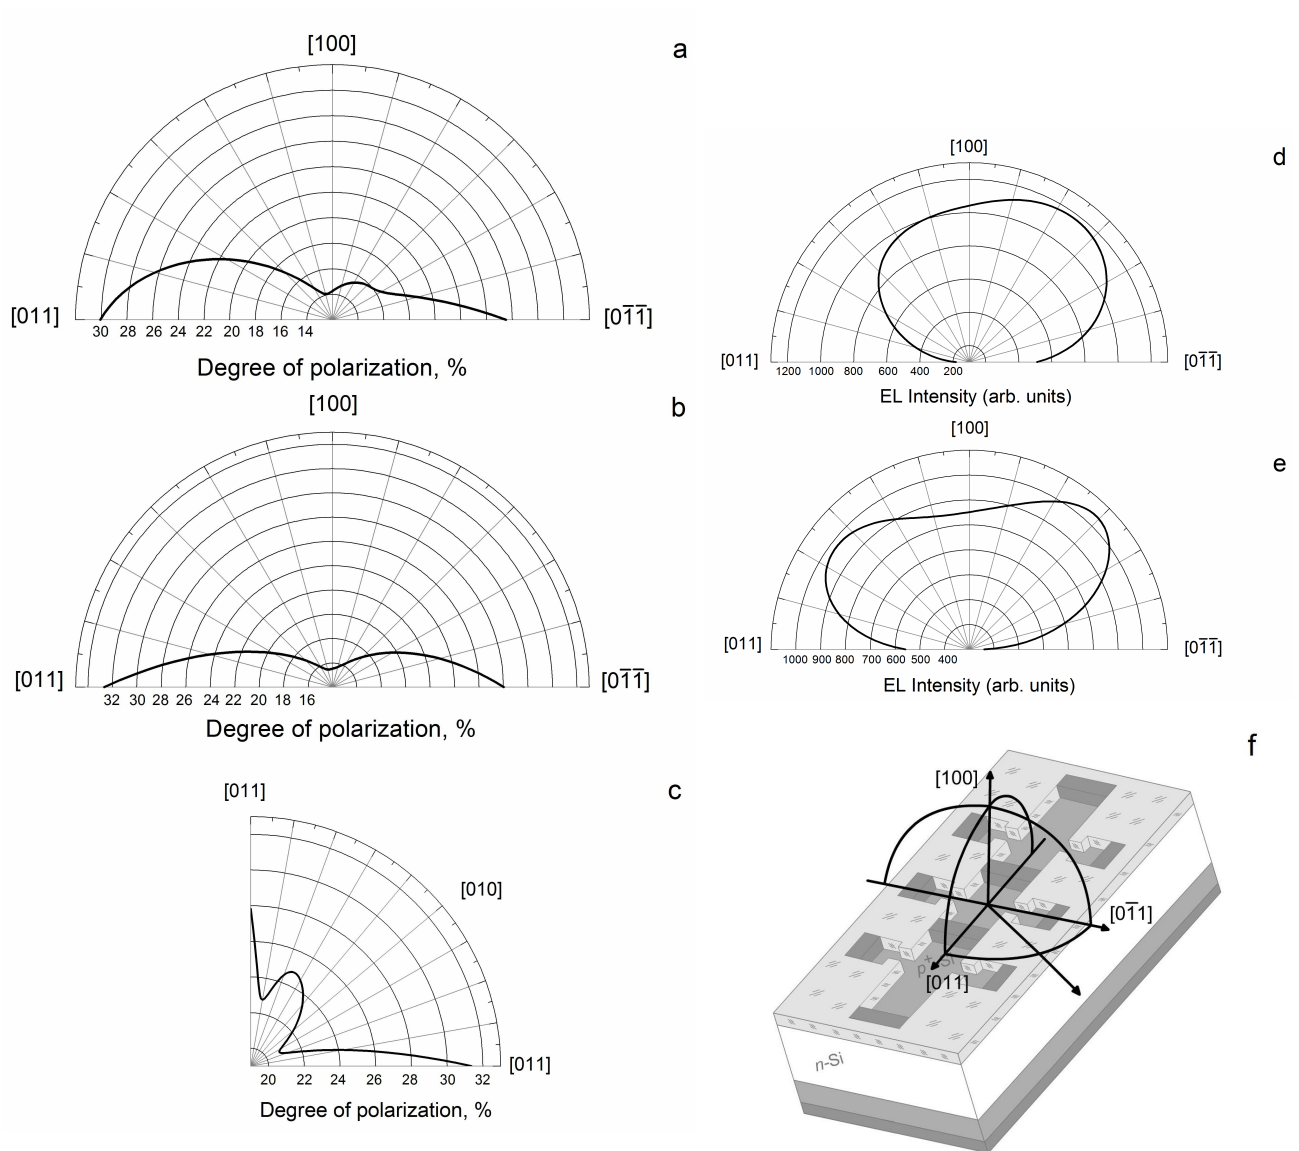 [100]
a
[011]
[01̅1̅]
30 28 26 24 22 20 18 16 14
Degree of polarization, %
[100]
b
[011]
[01̅1̅]
32 30 28 26 24 22 20 18 16
Degree of polarization, %
[011]
c
[010]
[011]
20 22 24 26 28 30 32
Degree of polarization, %
[100]
d
[011]
[01̅1̅]
1200 1000 800 600 400 200
EL Intensity (arb. units)
[100]
e
[011]
[01̅1̅]
1000 900 800 700 600 500 400
EL Intensity (arb. units)
f
[100]
[01̅1]
p⁺-Si
[011]
n-Si